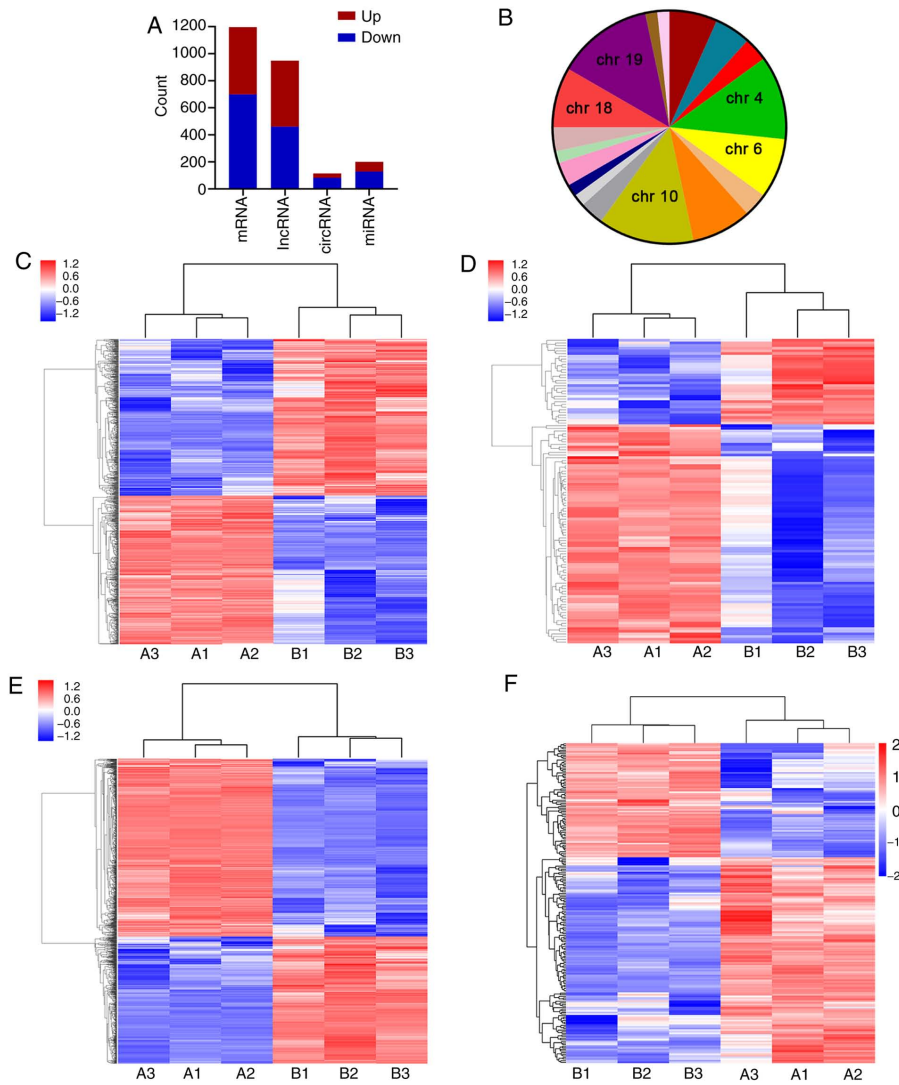 A
Up
Down
Count
1200
1000
800
600
400
200
0
mRNA
lncRNA
circRNA
miRNA
B
chr 19
chr 4
chr 18
chr 6
chr 10
C
1.2
0.6
0.0
−0.6
−1.2
A3 A1 A2 B1 B2 B3
D
1.2
0.6
0.0
−0.6
−1.2
A3 A1 A2 B1 B2 B3
E
1.2
0.6
0.0
−0.6
−1.2
A3 A1 A2 B1 B2 B3
F
2
1
0
−1
−2
B1 B2 B3 A3 A1 A2